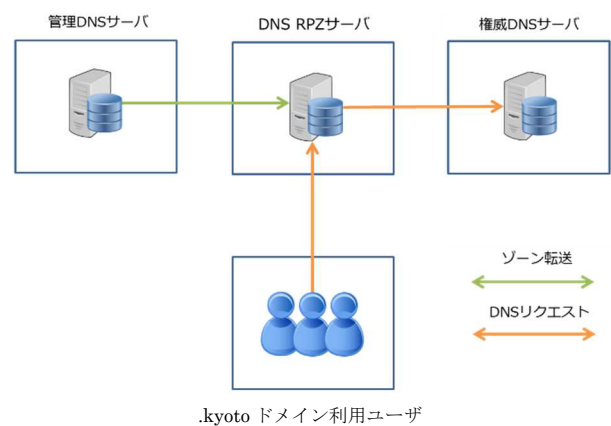 管理DNSサーバ
DNS RPZサーバ
権威DNSサーバ
ゾーン転送
DNSリクエスト
.kyoto ドメイン利用ユーザ